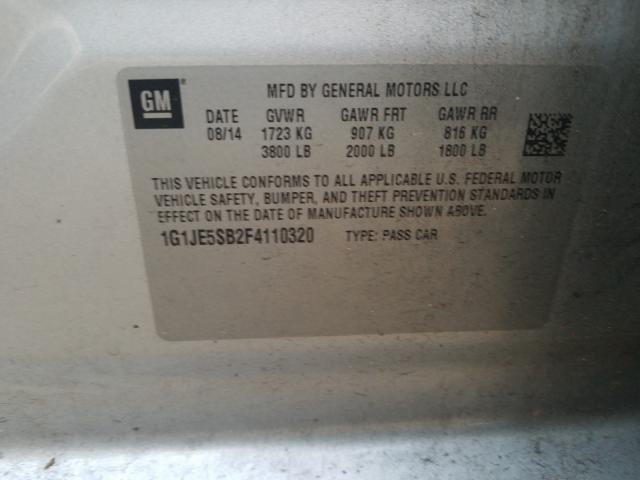 GM ® MFD BY GENERAL MOTORS LLC
DATE GVWR GAWR FRT GAWR RR
08/14 1723 KG 907 KG 816 KG
3800 LB 2000 LB 1800 LB
THIS VEHICLE CONFORMS TO ALL APPLICABLE U.S. FEDERAL MOTOR
VEHICLE SAFETY, BUMPER, AND THEFT PREVENTION STANDARDS IN
EFFECT ON THE DATE OF MANUFACTURE SHOWN ABOVE.
1G1JE5SB2F4110320 TYPE: PASS CAR